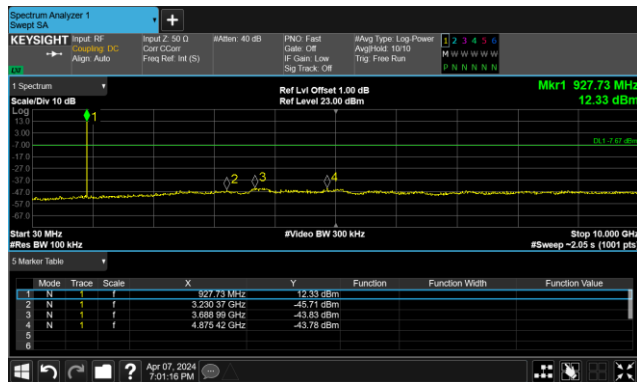 Spectrum Analyzer 1
Swept SA
+
KEYSIGHT
Input: RF
Coupling: DC
Align: Auto
Input Z: 50 Ω
Corr CCorr
Freq Ref: Int (S)
#Atten: 40 dB
PNO: Fast
Gate: Off
IF Gain: Low
Sig Track: Off
#Avg Type: Log-Power
Avg|Hold: 10/10
Trig: Free Run
1 2 3 4 5 6
M W W W W W
P N N N N N
1 Spectrum
Scale/Div 10 dB
Ref Lvl Offset 1.00 dB
Ref Level 23.00 dBm
Mkr1 927.73 MHz
12.33 dBm
Log
13.0
3.00
-7.00
-17.0
-27.0
-37.0
-47.0
-57.0
-67.0
1
2
3
4
DL1 -7.67 dBm
Start 30 MHz
#Video BW 300 kHz
Stop 10.000 GHz
#Res BW 100 kHz
#Sweep ~2.05 s (1001 pts)
5 Marker Table
Mode Trace Scale X Y Function Function Width Function Value
1 N 1 f 927.73 MHz 12.33 dBm
2 N 1 f 3.230 37 GHz -45.71 dBm
3 N 1 f 3.688 99 GHz -43.83 dBm
4 N 1 f 4.875 42 GHz -43.78 dBm
5
6
?
Apr 07, 2024
7:01:16 PM